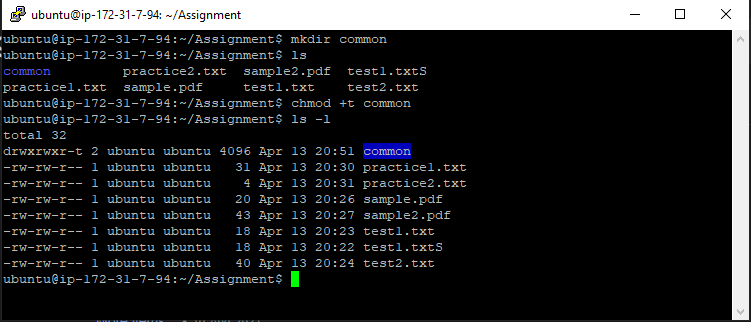 ubuntu@ip-172-31-7-94: ~/Assignment
ubuntu@ip-172-31-7-94:~/Assignment$ mkdir common
ubuntu@ip-172-31-7-94:~/Assignment$ ls
common practice2.txt sample2.pdf test1.txtS
practice1.txt sample.pdf test1.txt test2.txt
ubuntu@ip-172-31-7-94:~/Assignment$ chmod +t common
ubuntu@ip-172-31-7-94:~/Assignment$ ls -l
total 32
drwxrwxr-t 2 ubuntu ubuntu 4096 Apr 13 20:51 common
-rw-rw-r-- 1 ubuntu ubuntu 31 Apr 13 20:30 practice1.txt
-rw-rw-r-- 1 ubuntu ubuntu 4 Apr 13 20:31 practice2.txt
-rw-rw-r-- 1 ubuntu ubuntu 20 Apr 13 20:26 sample.pdf
-rw-rw-r-- 1 ubuntu ubuntu 43 Apr 13 20:27 sample2.pdf
-rw-rw-r-- 1 ubuntu ubuntu 18 Apr 13 20:23 test1.txt
-rw-rw-r-- 1 ubuntu ubuntu 18 Apr 13 20:22 test1.txtS
-rw-rw-r-- 1 ubuntu ubuntu 40 Apr 13 20:24 test2.txt
ubuntu@ip-172-31-7-94:~/Assignment$